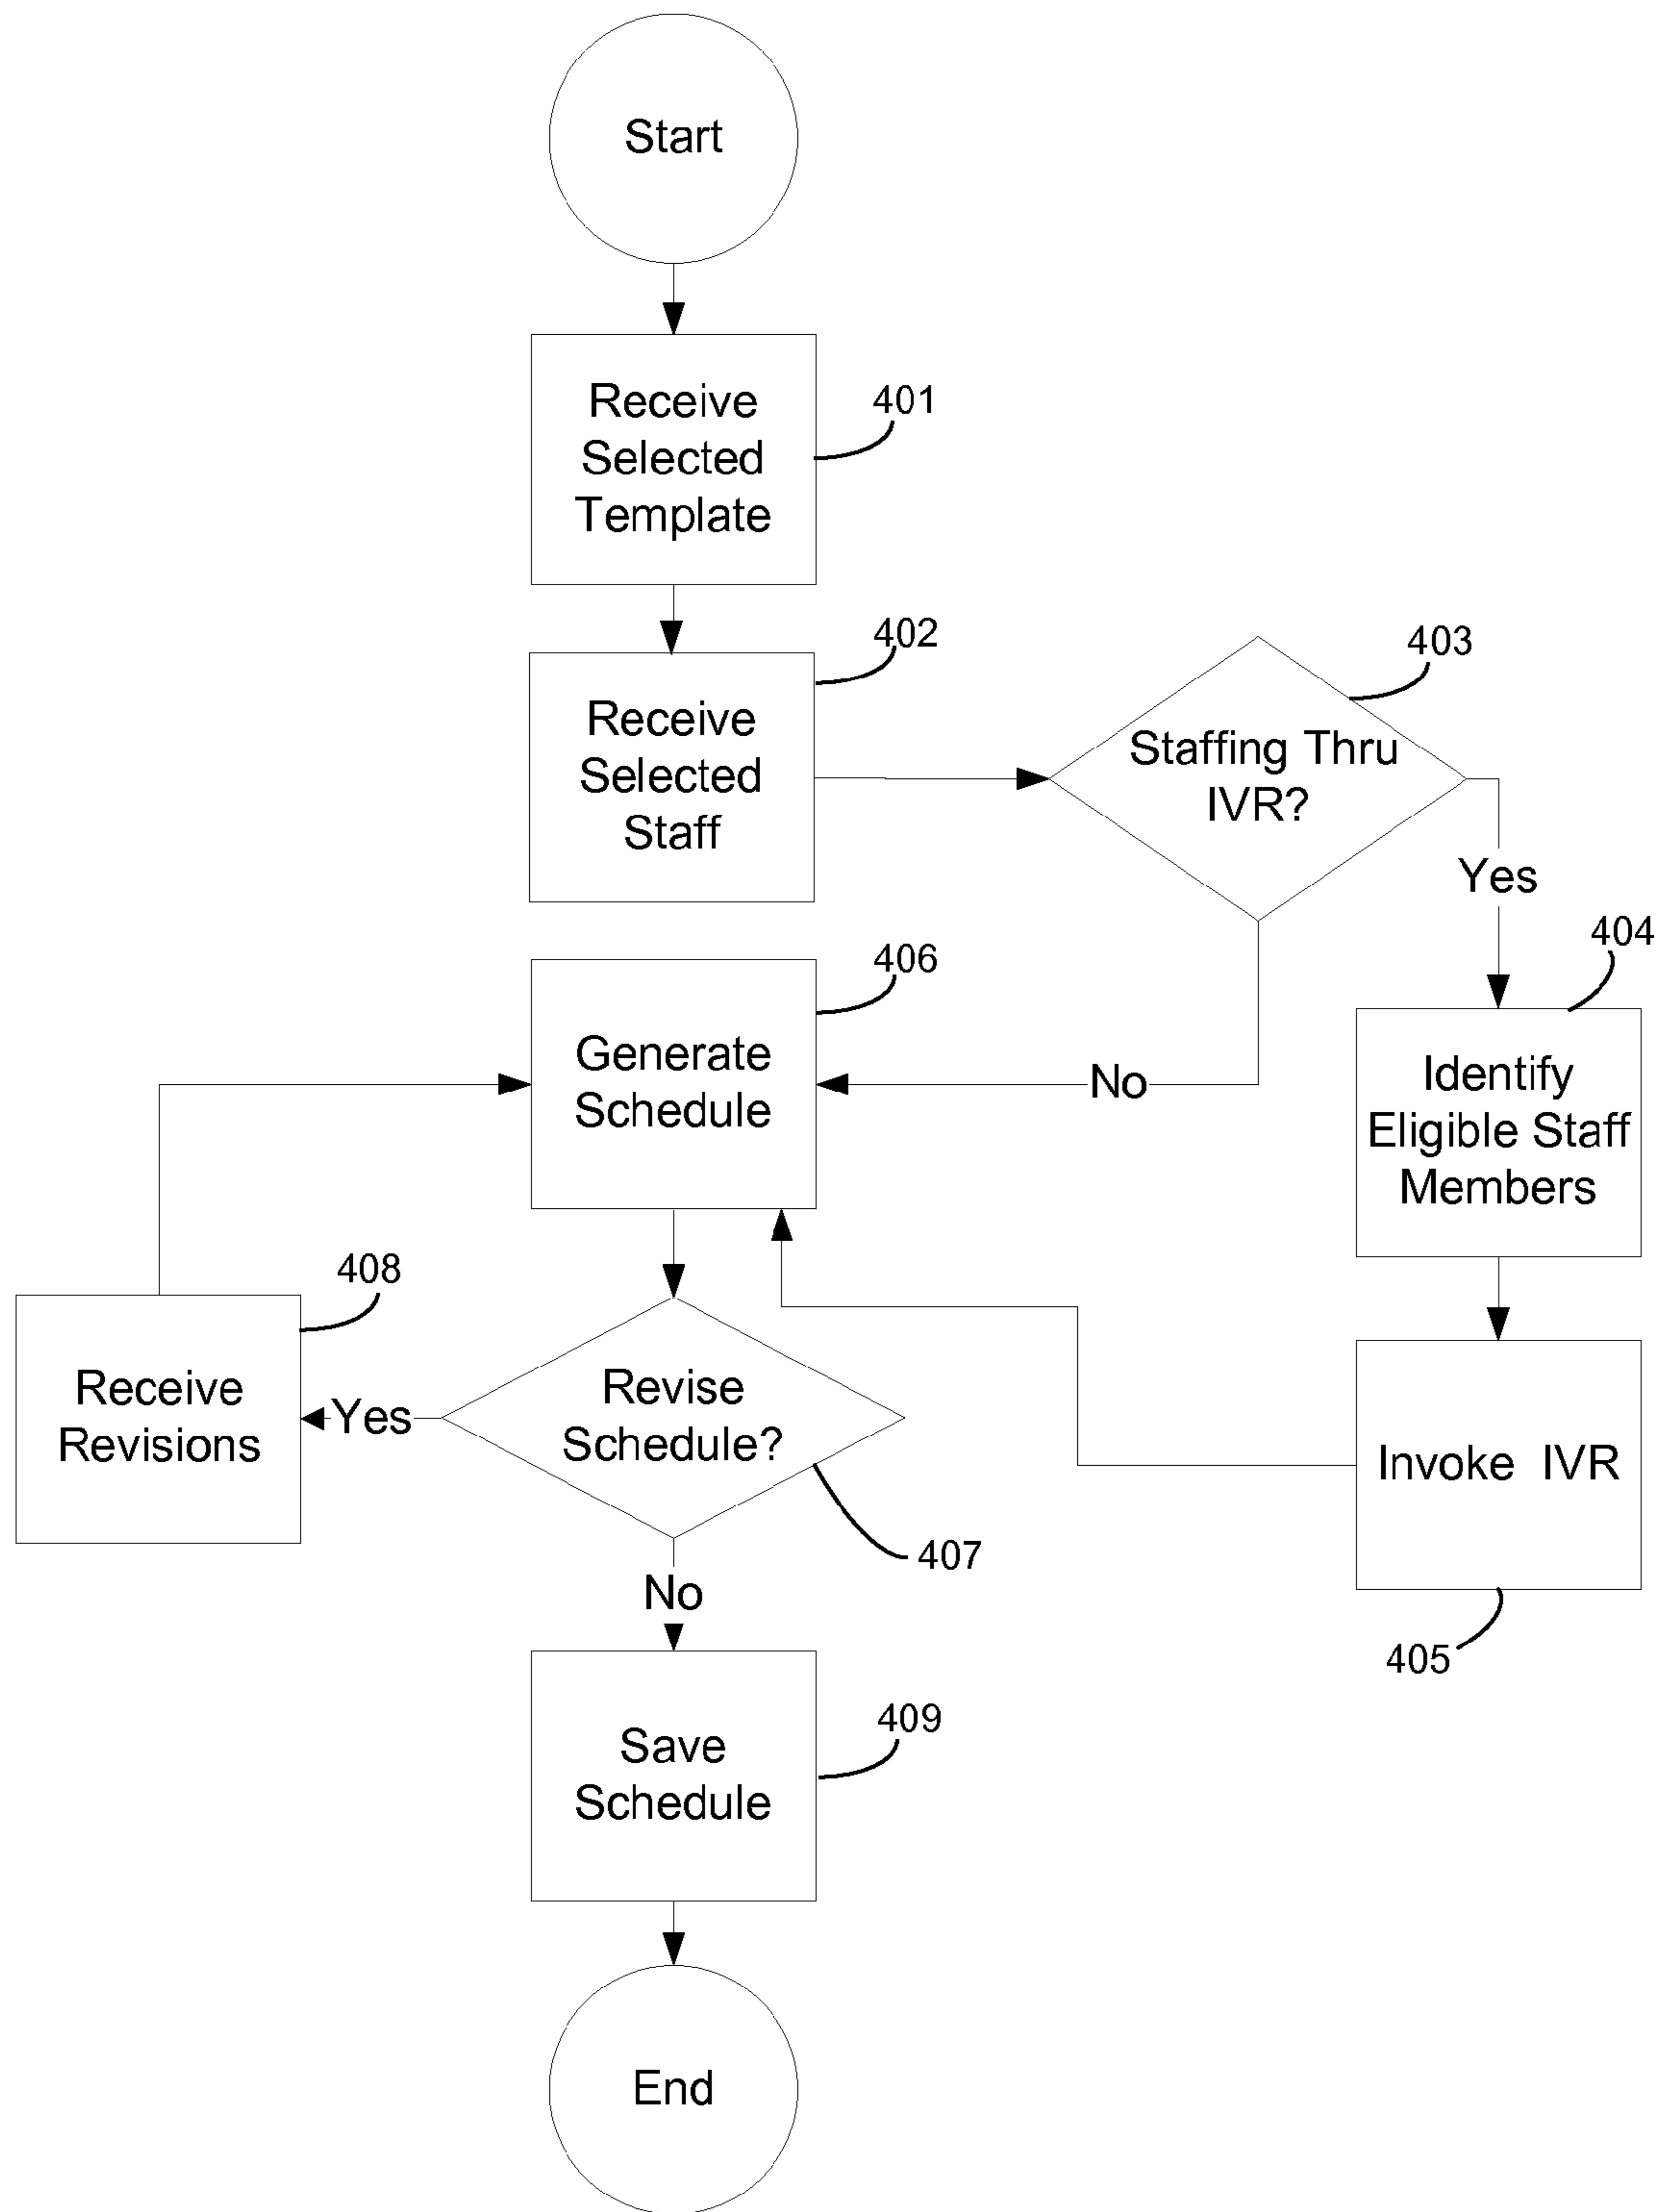 Start
Receive
Selected
Template
401
Receive
Selected
Staff
402
Staffing Thru
IVR?
403
Yes
404
Identify
Eligible Staff
Members
406
Generate
Schedule
No
408
Receive
Revisions
Yes
Revise
Schedule?
407
Invoke IVR
405
No
Save
Schedule
409
End